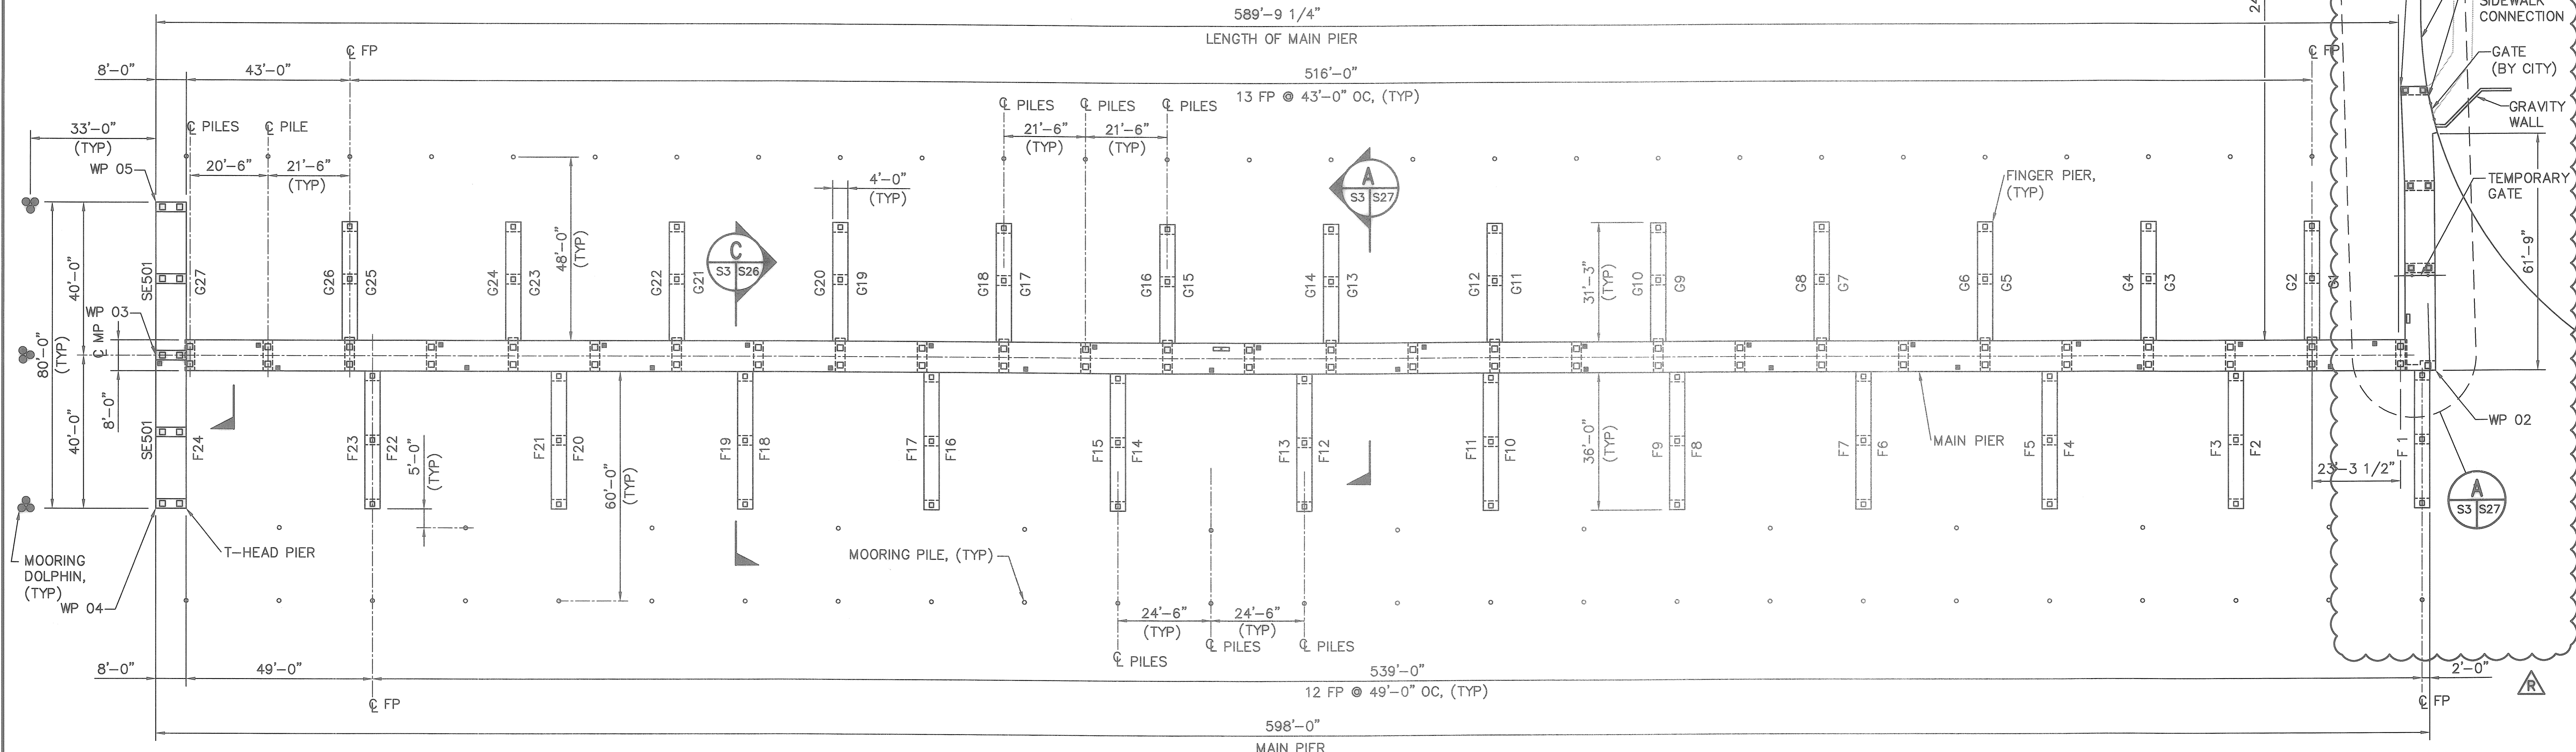 589'-9 1/4"
LENGTH OF MAIN PIER
24
SIDEWALK
CONNECTION
℄ FP
℄ FP
GATE
(BY CITY)
8'-0"
43'-0"
516'-0"
13 FP @ 43'-0" OC, (TYP)
℄ PILES
℄ PILES
℄ PILES
GRAVITY
WALL
33'-0"
(TYP)
℄ PILES
℄ PILE
21'-6"
(TYP)
21'-6"
(TYP)
WP 05
20'-6"
21'-6"
(TYP)
4'-0"
(TYP)
A
S3 S27
FINGER PIER,
(TYP)
TEMPORARY
GATE
48'-0"
(TYP)
C
S3 S26
31'-3"
(TYP)
61'-9"
40'-0"
SE501
G27
G26
G25
G24
G23
G22
G21
G20
G19
G18
G17
G16
G15
G14
G13
G12
G11
G10
G9
G8
G7
G6
G5
G4
G3
G2
G1
WP 03
℄ MP
80'-0"
(TYP)
8'-0"
40'-0"
SE501
F24
F23
F22
F21
F20
F19
F18
F17
F16
F15
F14
F13
F12
F11
F10
F9
F8
F7
F6
F5
F4
F3
F2
F 1
5'-0"
(TYP)
60'-0"
(TYP)
36'-0"
(TYP)
MAIN PIER
WP 02
23'-3 1/2"
A
S3 S27
T-HEAD PIER
MOORING PILE, (TYP)
MOORING
DOLPHIN,
(TYP)
WP 04
24'-6"
(TYP)
24'-6"
(TYP)
℄ PILES
℄ PILES
℄ PILES
8'-0"
49'-0"
539'-0"
12 FP @ 49'-0" OC, (TYP)
2'-0"
R
℄ FP
℄ FP
598'-0"
MAIN PIER